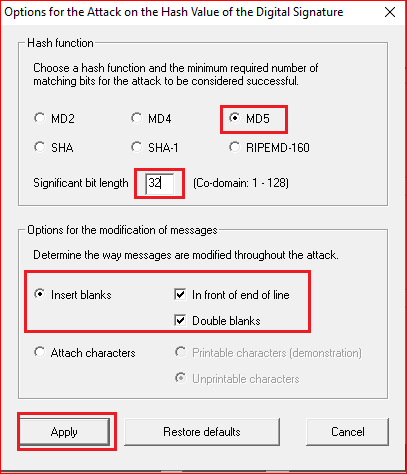 Options for the Attack on the Hash Value of the Digital Signature
Hash function
Choose a hash function and the minimum required number of
matching bits for the attack to be considered successful.
MD2 MD4 MD5
SHA SHA-1 RIPEMD-160
Significant bit length 32 (Co-domain: 1 - 128)
Options for the modification of messages
Determine the way messages are modified throughout the attack.
Insert blanks In front of end of line
Double blanks
Attach characters Printable characters (demonstration)
Unprintable characters
Apply Restore defaults Cancel